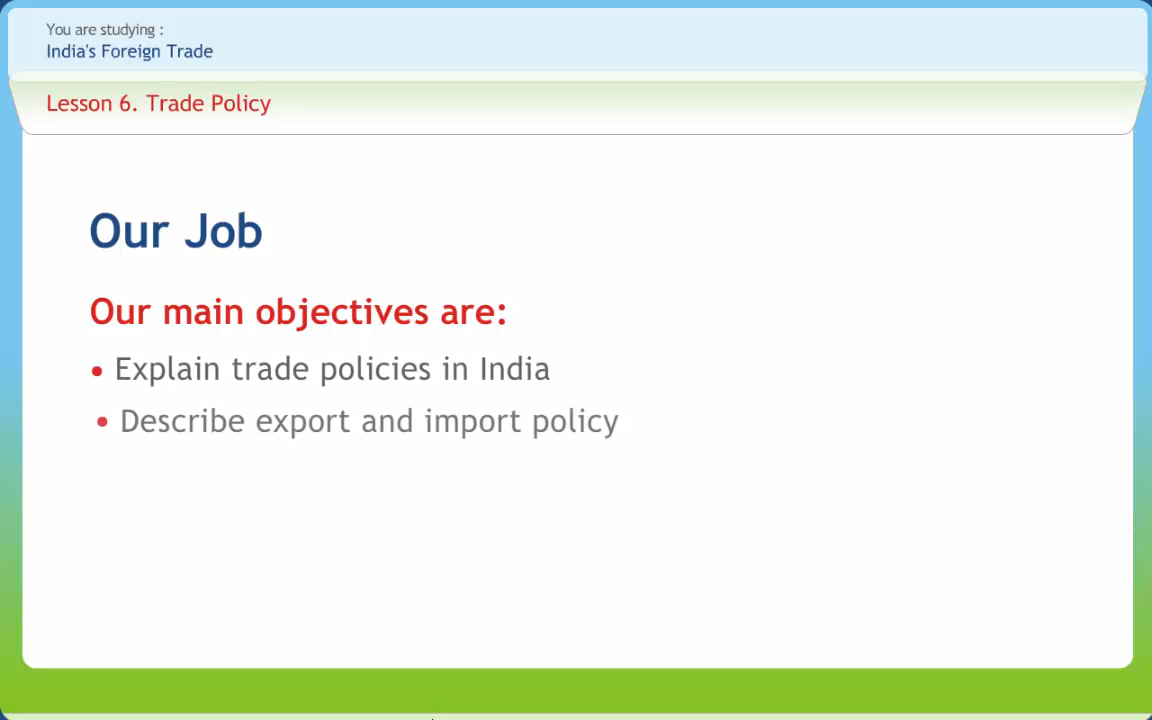 You are studying :
India's Foreign Trade
Lesson 6. Trade Policy
Our Job
Our main objectives are:
• Explain trade policies in India
• Describe export and import policy